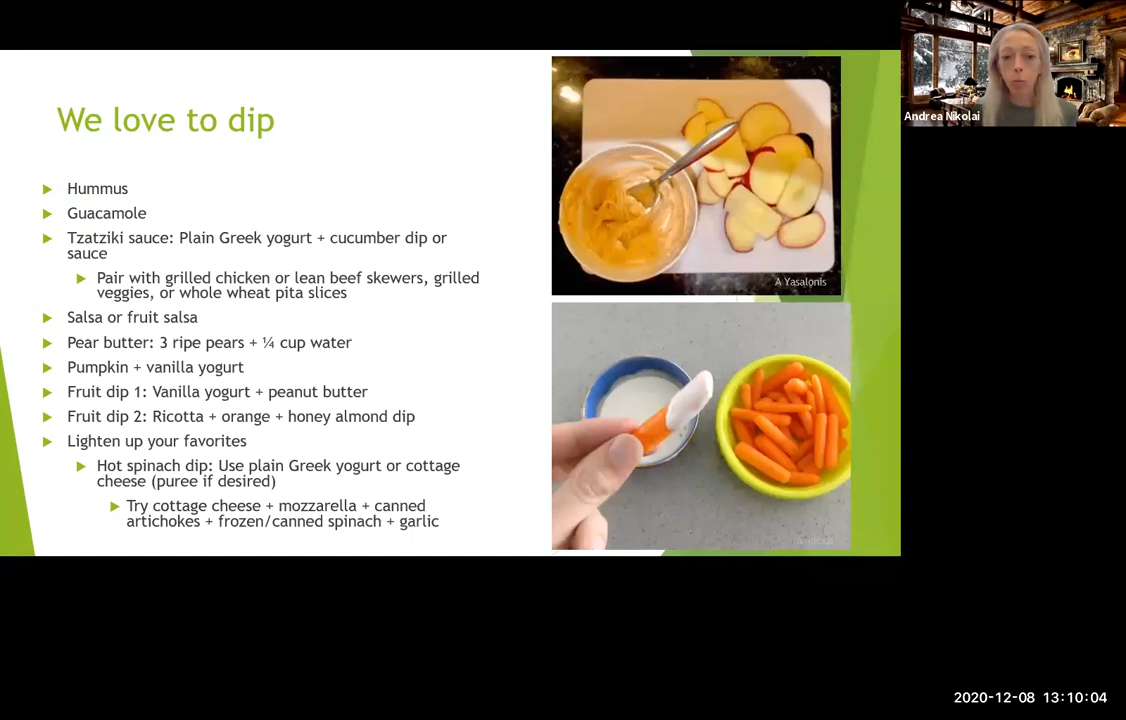 Andrea Nikolai
We love to dip
Hummus
Guacamole
Tzatziki sauce: Plain Greek yogurt + cucumber dip or
sauce
Pair with grilled chicken or lean beef skewers, grilled
veggies, or whole wheat pita slices
Salsa or fruit salsa
Pear butter: 3 ripe pears + ¼ cup water
Pumpkin + vanilla yogurt
Fruit dip 1: Vanilla yogurt + peanut butter
Fruit dip 2: Ricotta + orange + honey almond dip
Lighten up your favorites
Hot spinach dip: Use plain Greek yogurt or cottage
cheese (puree if desired)
Try cottage cheese + mozzarella + canned
artichokes + frozen/canned spinach + garlic
A Yasalonis
2020-12-08 13:10:04